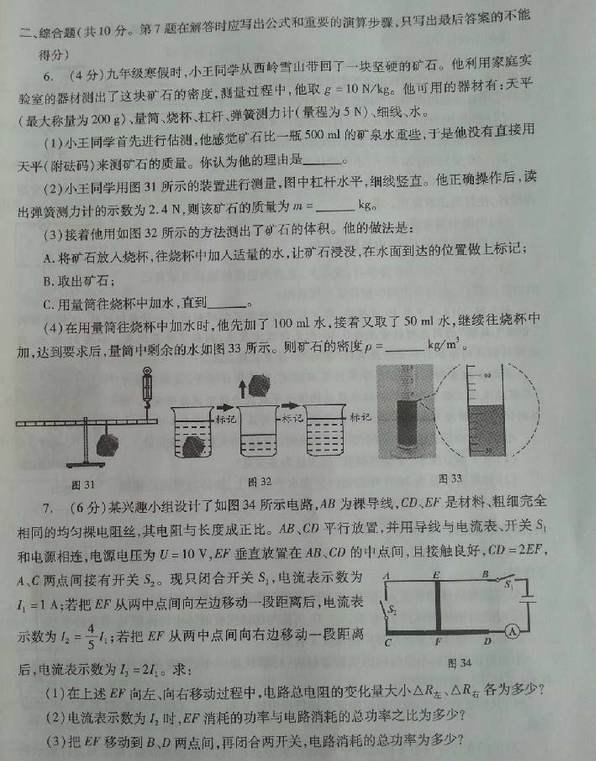 二、综合题(共10分。第7题在解答时应写出公式和重要的演算步骤,只写出最后答案的不能
得分)
6. (4分)九年级寒假时,小王同学从西岭雪山带回了一块坚硬的矿石。他利用家庭实
验室的器材测出了这块矿石的密度,测量过程中,他取 g = 10 N/kg。他可用的器材有:天平
(最大称量为200 g)、量筒、烧杯、杠杆、弹簧测力计(量程为5 N)、细线、水。
(1)小王同学首先进行估测,他感觉矿石比一瓶500 ml的矿泉水重些,于是他没有直接用
天平(附砝码)来测矿石的质量。你认为他的理由是______。
(2)小王同学用图31所示的装置进行测量,图中杠杆水平,细线竖直。他正确操作后,读
出弹簧测力计的示数为2.4 N,则该矿石的质量为 m = ______ kg。
(3)接着他用如图32所示的方法测出了矿石的体积。他的做法是:
A. 将矿石放入烧杯,往烧杯中加入适量的水,让矿石浸没,在水面到达的位置做上标记;
B. 取出矿石;
C. 用量筒往烧杯中加水,直到______。
(4)在用量筒往烧杯中加水时,他先加了100 ml水,接着又取了50 ml水,继续往烧杯中
加,达到要求后,量筒中剩余的水如图33所示。则矿石的密度 ρ = ______ kg/m³。
标记 标记 标记
图31 图32 图33
7. (6分)某兴趣小组设计了如图34所示电路,AB为裸导线,CD、EF是材料、粗细完全
相同的均匀裸电阻丝,其电阻与长度成正比。AB、CD平行放置,并用导线与电流表、开关S₁
和电源相连,电源电压为U = 10 V,EF垂直放置在AB、CD的中点间,且接触良好,CD = 2EF,
A、C两点间接有开关S₂。现只闭合开关S₁,电流表示数为
I₁ = 1 A;若把EF从两中点间向左边移动一段距离后,电流表
示数为I₂ = 4/5 I₁;若把EF从两中点间向右边移动一段距离
后,电流表示数为I₃ = 2I₁。求:
A E B S₁
S₂
C F D A
图34
(1)在上述EF向左、向右移动过程中,电路总电阻的变化量大小△R左、△R右各为多少?
(2)电流表示数为I₂时,EF消耗的功率与电路消耗的总功率之比为多少?
(3)把EF移动到B、D两点间,再闭合两开关,电路消耗的总功率为多少?